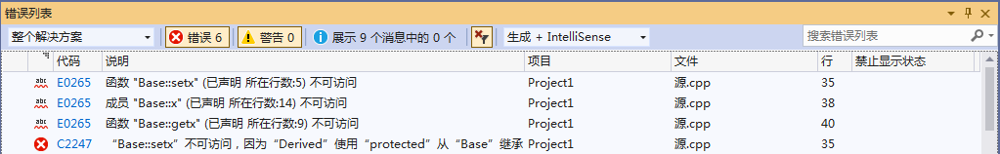 错误列表
整个解决方案 错误 6 警告 0 展示 9 个消息中的 0 个 生成 + IntelliSense 搜索错误列表
代码 说明 项目 文件 行 禁止显示状态
abc E0265 函数 "Base::setx" (已声明 所在行数:5) 不可访问 Project1 源.cpp 35
abc E0265 成员 "Base::x" (已声明 所在行数:14) 不可访问 Project1 源.cpp 38
abc E0265 函数 "Base::getx" (已声明 所在行数:9) 不可访问 Project1 源.cpp 40
C2247 “Base::setx”不可访问，因为“Derived”使用“protected”从“Base”继承 Project1 源.cpp 35